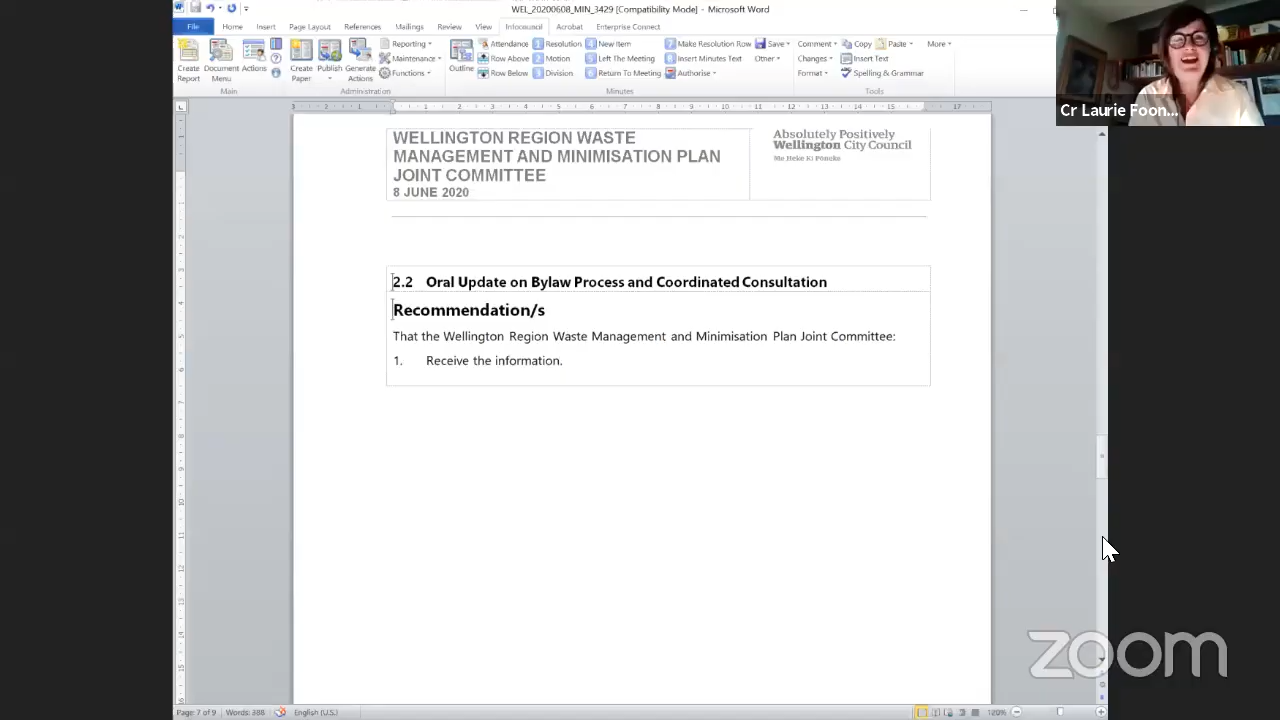 WEL_20200608_MIN_3429 [Compatibility Mode] - Microsoft Word
File Home Insert Page Layout References Mailings Review View Infocouncil Acrobat Enterprise Connect
Create Report
Document Menu
Actions
Main
Create Paper
Publish
Generate Actions
Reporting
Maintenance
Functions
Administration
Outline
Attendance
Row Above
Row Below
1 Resolution
2 Motion
3 Division
New Item
Left The Meeting
Return To Meeting
Make Resolution Row
Insert Minutes Text
Authorise
Save
Other
Minutes
Comment
Changes
Format
Copy Paste
Insert Text
Spelling & Grammar
Tools
More
Cr Laurie Foon...
WELLINGTON REGION WASTE
MANAGEMENT AND MINIMISATION PLAN
JOINT COMMITTEE
8 JUNE 2020
Absolutely Positively
Wellington City Council
Me Heke Ki Pōneke
2.2 Oral Update on Bylaw Process and Coordinated Consultation
Recommendation/s
That the Wellington Region Waste Management and Minimisation Plan Joint Committee:
1. Receive the information.
zoom
Page: 7 of 9 Words: 388 English (U.S.) 120%